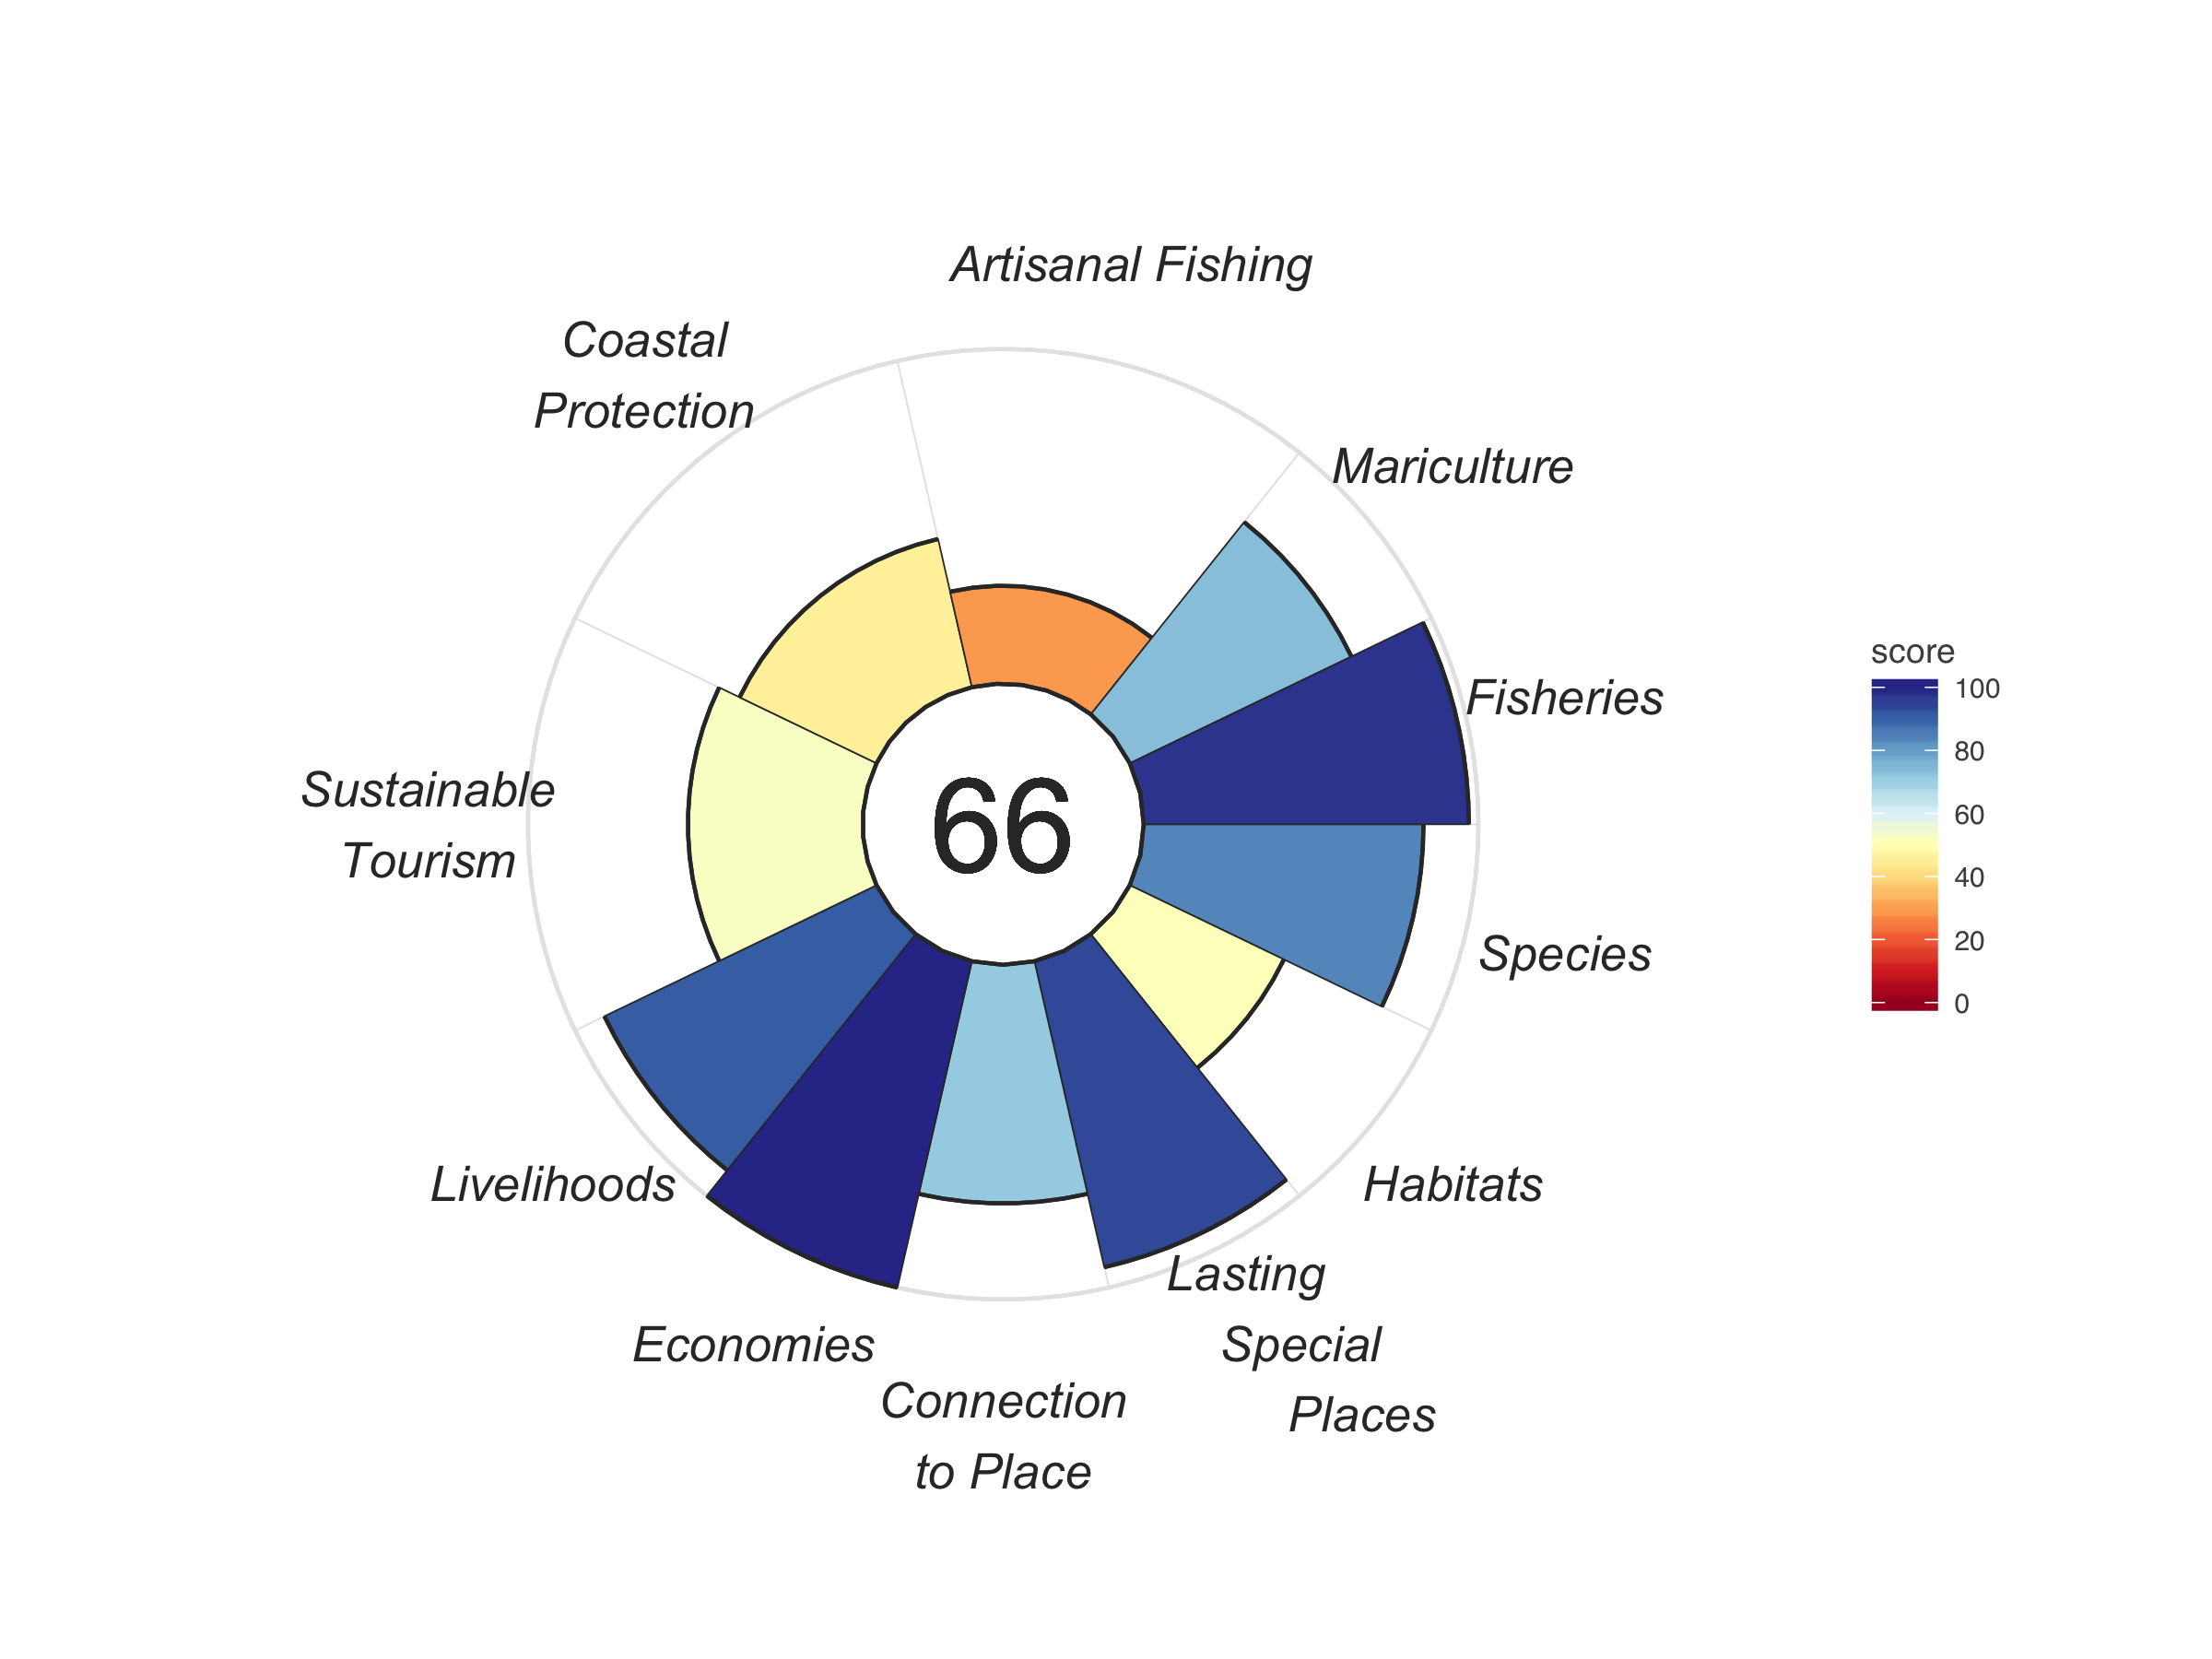 Artisanal Fishing
Coastal
Protection
Mariculture
Fisheries
Sustainable
Tourism
66
Species
Livelihoods
Habitats
Lasting
Special
Places
Economies
Connection
to Place
score
100
80
60
40
20
0